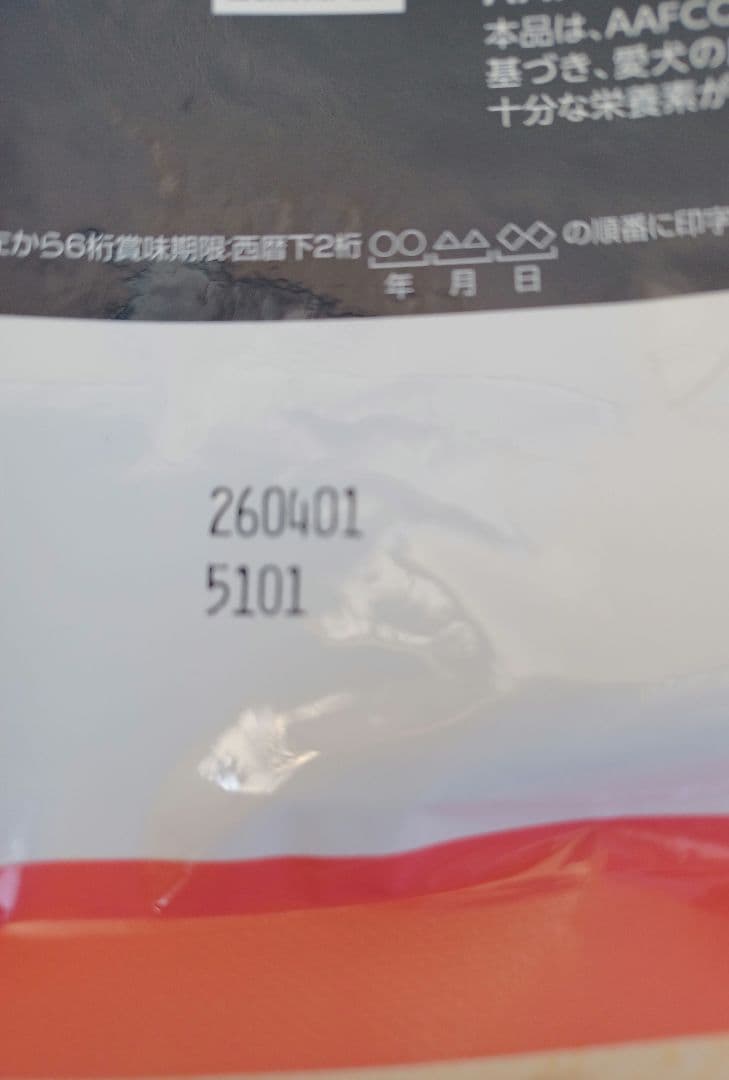 本品は、AAFCO
基づき、愛犬の
十分な栄養素が
から6桁賞味期限:西暦下2桁 〇〇 △△ ◇◇ の順番に印字
年 月 日
260401
5101